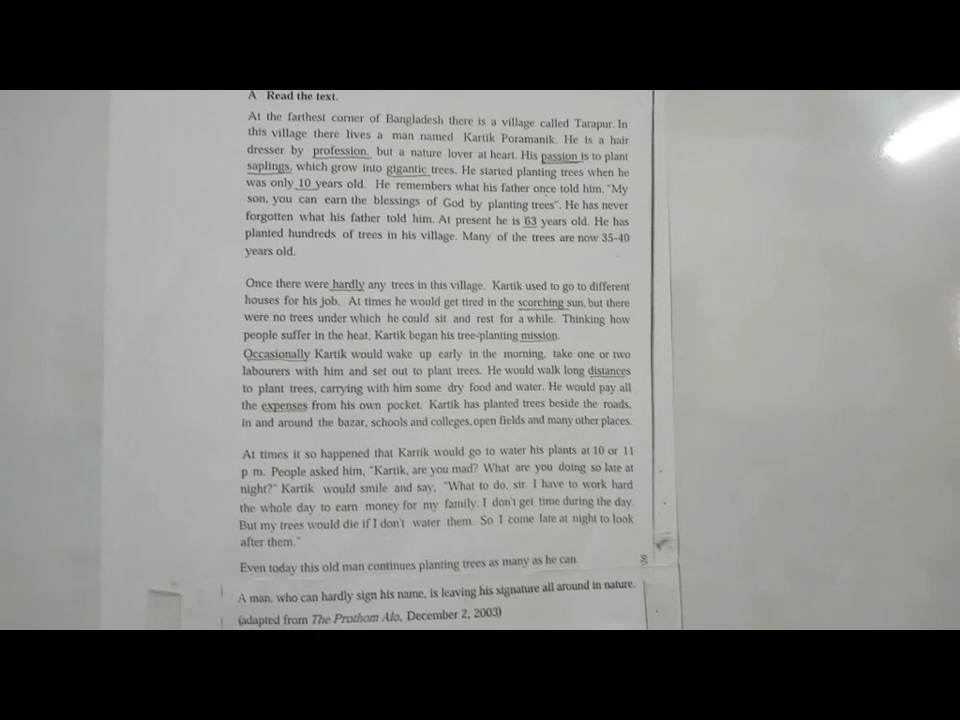 A Read the text.
At the farthest corner of Bangladesh there is a village called Tarapur. In
this village there lives a man named Kartik Poramanik. He is a hair
dresser by profession, but a nature lover at heart. His passion is to plant
saplings, which grow into gigantic trees. He started planting trees when he
was only 10 years old. He remembers what his father once told him, "My
son, you can earn the blessings of God by planting trees". He has never
forgotten what his father told him. At present he is 63 years old. He has
planted hundreds of trees in his village. Many of the trees are now 35-40
years old.
Once there were hardly any trees in this village. Kartik used to go to different
houses for his job. At times he would get tired in the scorching sun, but there
were no trees under which he could sit and rest for a while. Thinking how
people suffer in the heat, Kartik began his tree-planting mission.
Occasionally Kartik would wake up early in the morning, take one or two
labourers with him and set out to plant trees. He would walk long distances
to plant trees, carrying with him some dry food and water. He would pay all
the expenses from his own pocket. Kartik has planted trees beside the roads,
in and around the bazar, schools and colleges, open fields and many other places.
At times it so happened that Kartik would go to water his plants at 10 or 11
p m. People asked him, "Kartik, are you mad? What are you doing so late at
night?" Kartik would smile and say, "What to do, sir. I have to work hard
the whole day to earn money for my family. I don't get time during the day.
But my trees would die if I don't water them. So I come late at night to look
after them."
Even today this old man continues planting trees as many as he can.
A man, who can hardly sign his name, is leaving his signature all around in nature.
(adapted from The Prothom Alo, December 2, 2003)